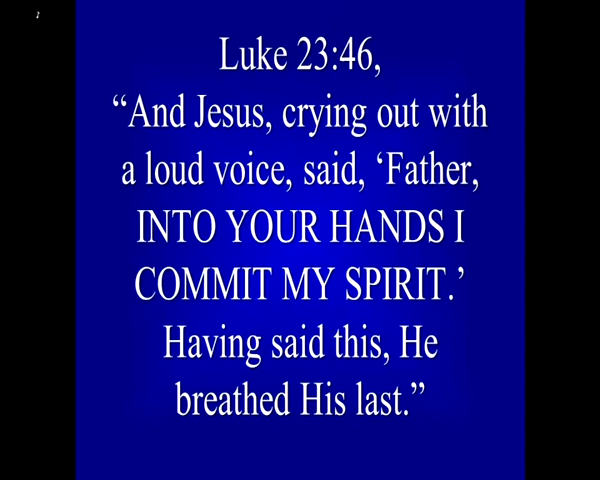 Luke 23:46,
“And Jesus, crying out with
a loud voice, said, ‘Father,
INTO YOUR HANDS I
COMMIT MY SPIRIT.’
Having said this, He
breathed His last.”